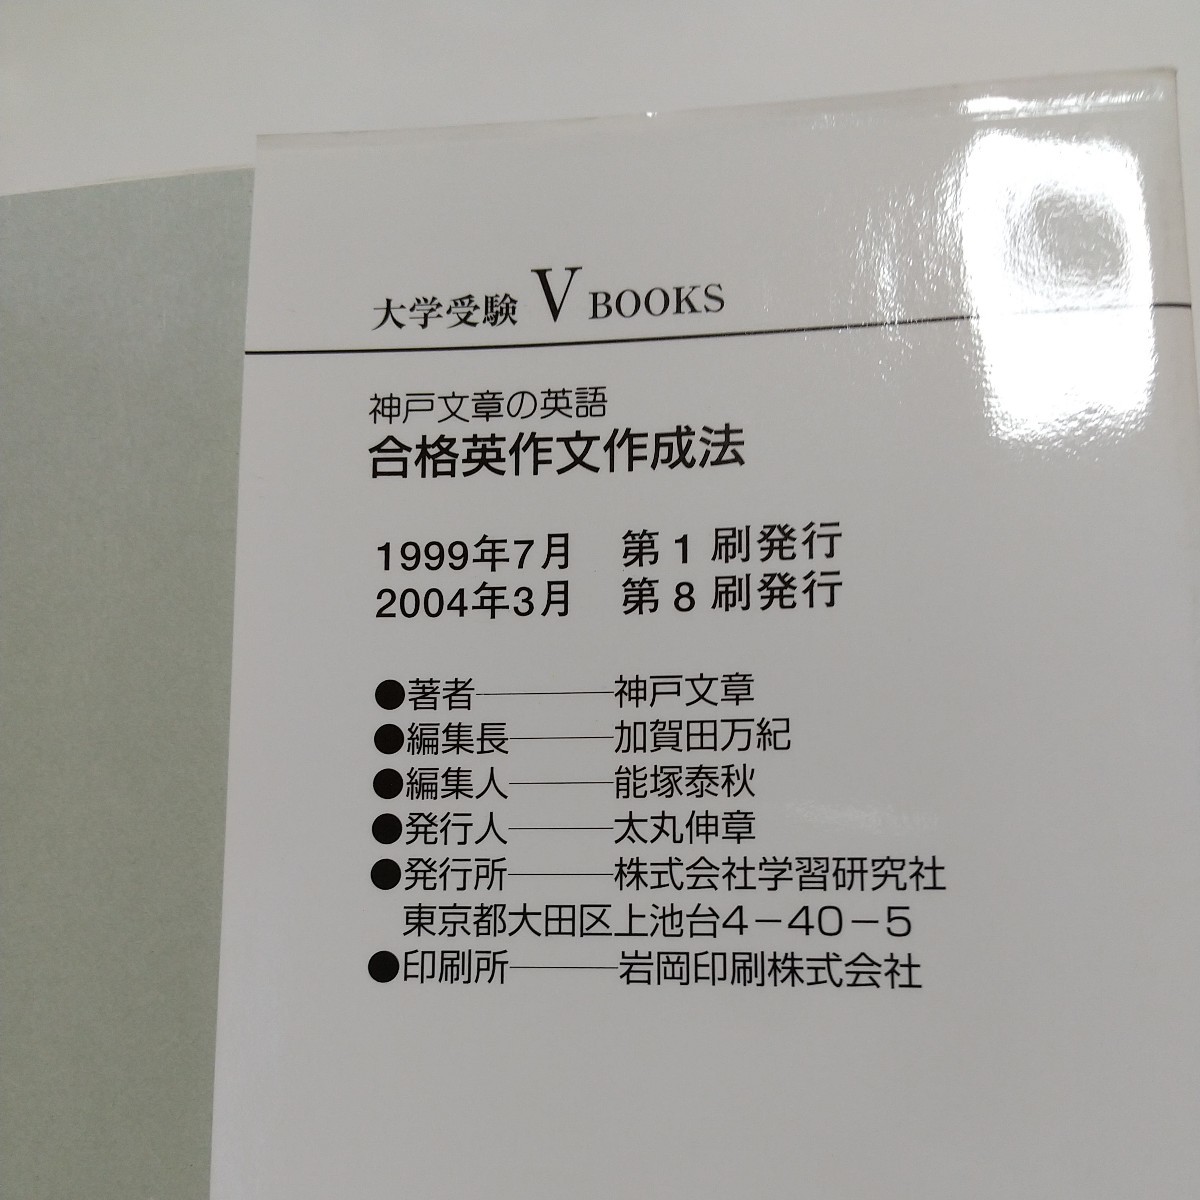 大学受験 V BOOKS
神戸文章の英語
合格英作文作成法
1999年7月 第1刷発行
2004年3月 第8刷発行
●著者————神戸文章
●編集長———加賀田万紀
●編集人———能塚泰秋
●発行人———太丸伸章
●発行所———株式会社学習研究社
東京都大田区上池台4－40－5
●印刷所———岩岡印刷株式会社